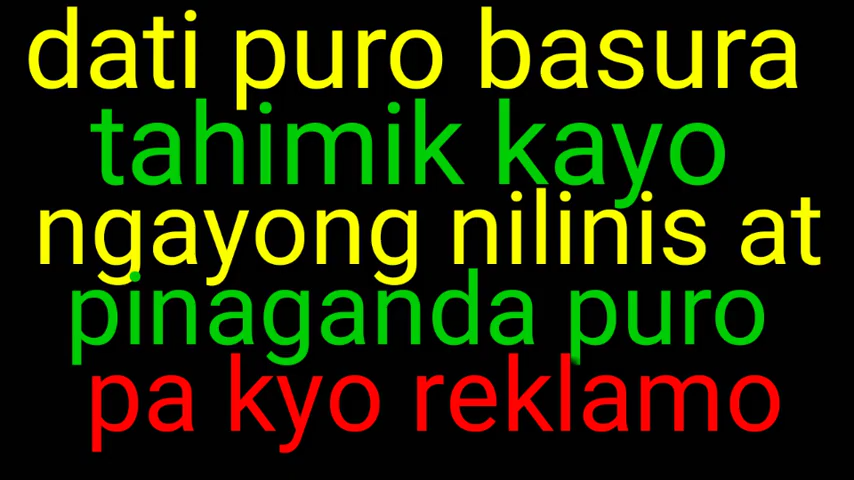 dati puro basura
tahimik kayo
ngayong nilinis at
pinaganda puro
pa kyo reklamo